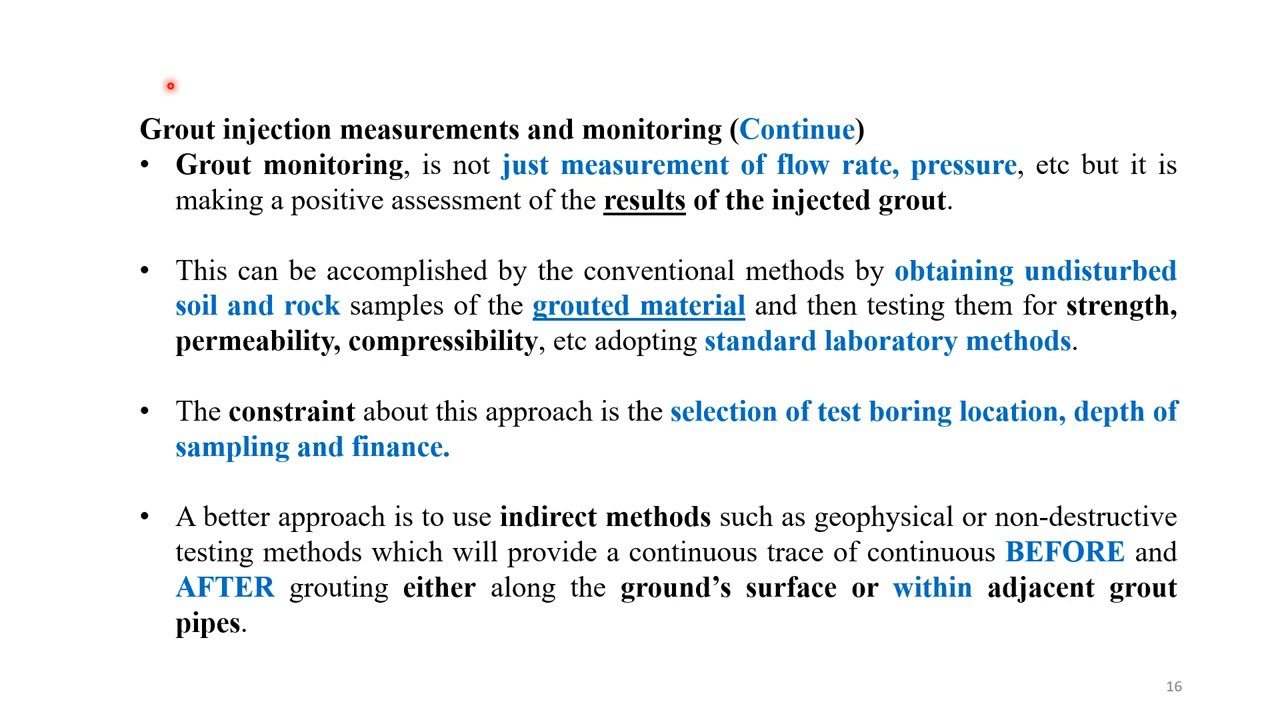 Grout injection measurements and monitoring (Continue)
• Grout monitoring, is not just measurement of flow rate, pressure, etc but it is
making a positive assessment of the results of the injected grout.
• This can be accomplished by the conventional methods by obtaining undisturbed
soil and rock samples of the grouted material and then testing them for strength,
permeability, compressibility, etc adopting standard laboratory methods.
• The constraint about this approach is the selection of test boring location, depth of
sampling and finance.
• A better approach is to use indirect methods such as geophysical or non-destructive
testing methods which will provide a continuous trace of continuous BEFORE and
AFTER grouting either along the ground’s surface or within adjacent grout
pipes.
16